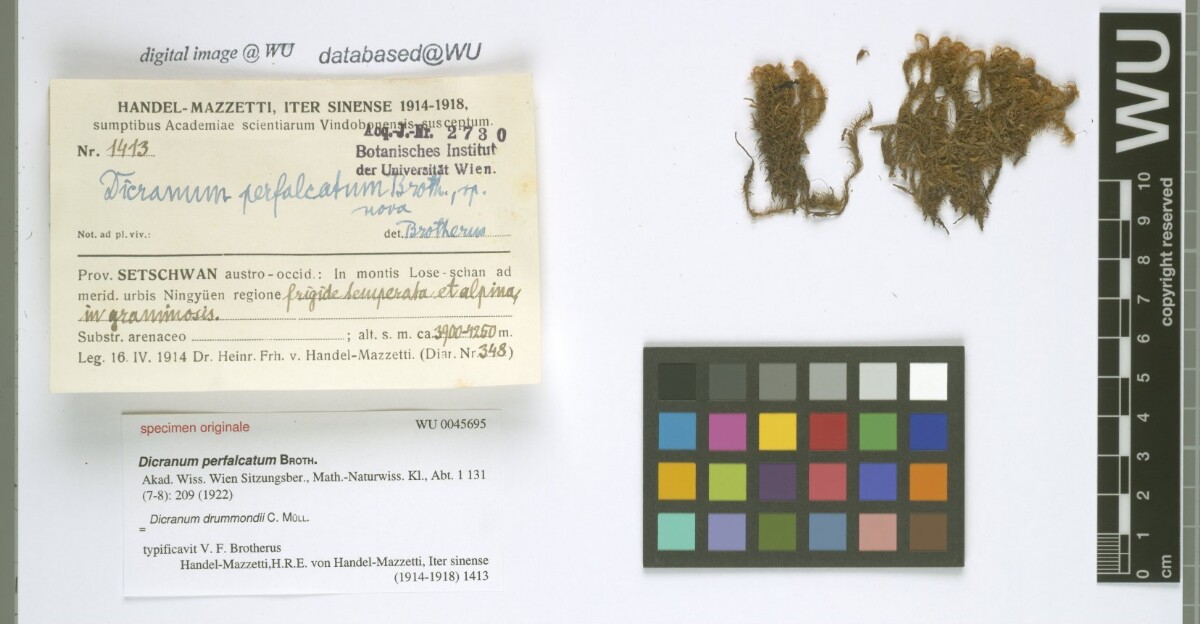 digital image @ WU databased@WU
HANDEL-MAZZETTI, ITER SINENSE 1914-1918,
sumptibus Academiae scientiarum Vindobonensis susceptum.
Acq.-J.-Nr. 2730
Nr. 1413
Botanisches Institut
der Universität Wien.
Dicranum perfalcatum Broth., sp.
nova
Not. ad pl. viv.: det. Brotherus
Prov. SETSCHWAN austro-occid.: In montis Lose-schan ad
merid. urbis Ningyüen regione frigide temperata et alpina,
in graminosis.
Substr. arenaceo ; alt. s. m. ca. 3900-4250 m.
Leg. 16. IV. 1914 Dr. Heinr. Frh. v. Handel-Mazzetti. (Diar. Nr. 348)
specimen originale WU 0045695
Dicranum perfalcatum BROTH.
Akad. Wiss. Wien Sitzungsber., Math.-Naturwiss. Kl., Abt. 1 131
(7-8): 209 (1922)
= Dicranum drummondii C. MÜLL.
typificavit V. F. Brotherus
Handel-Mazzetti,H.R.E. von Handel-Mazzetti, Iter sinense
(1914-1918) 1413
WU
copyright reserved
10
9
8
7
6
5
4
3
2
1
0 cm